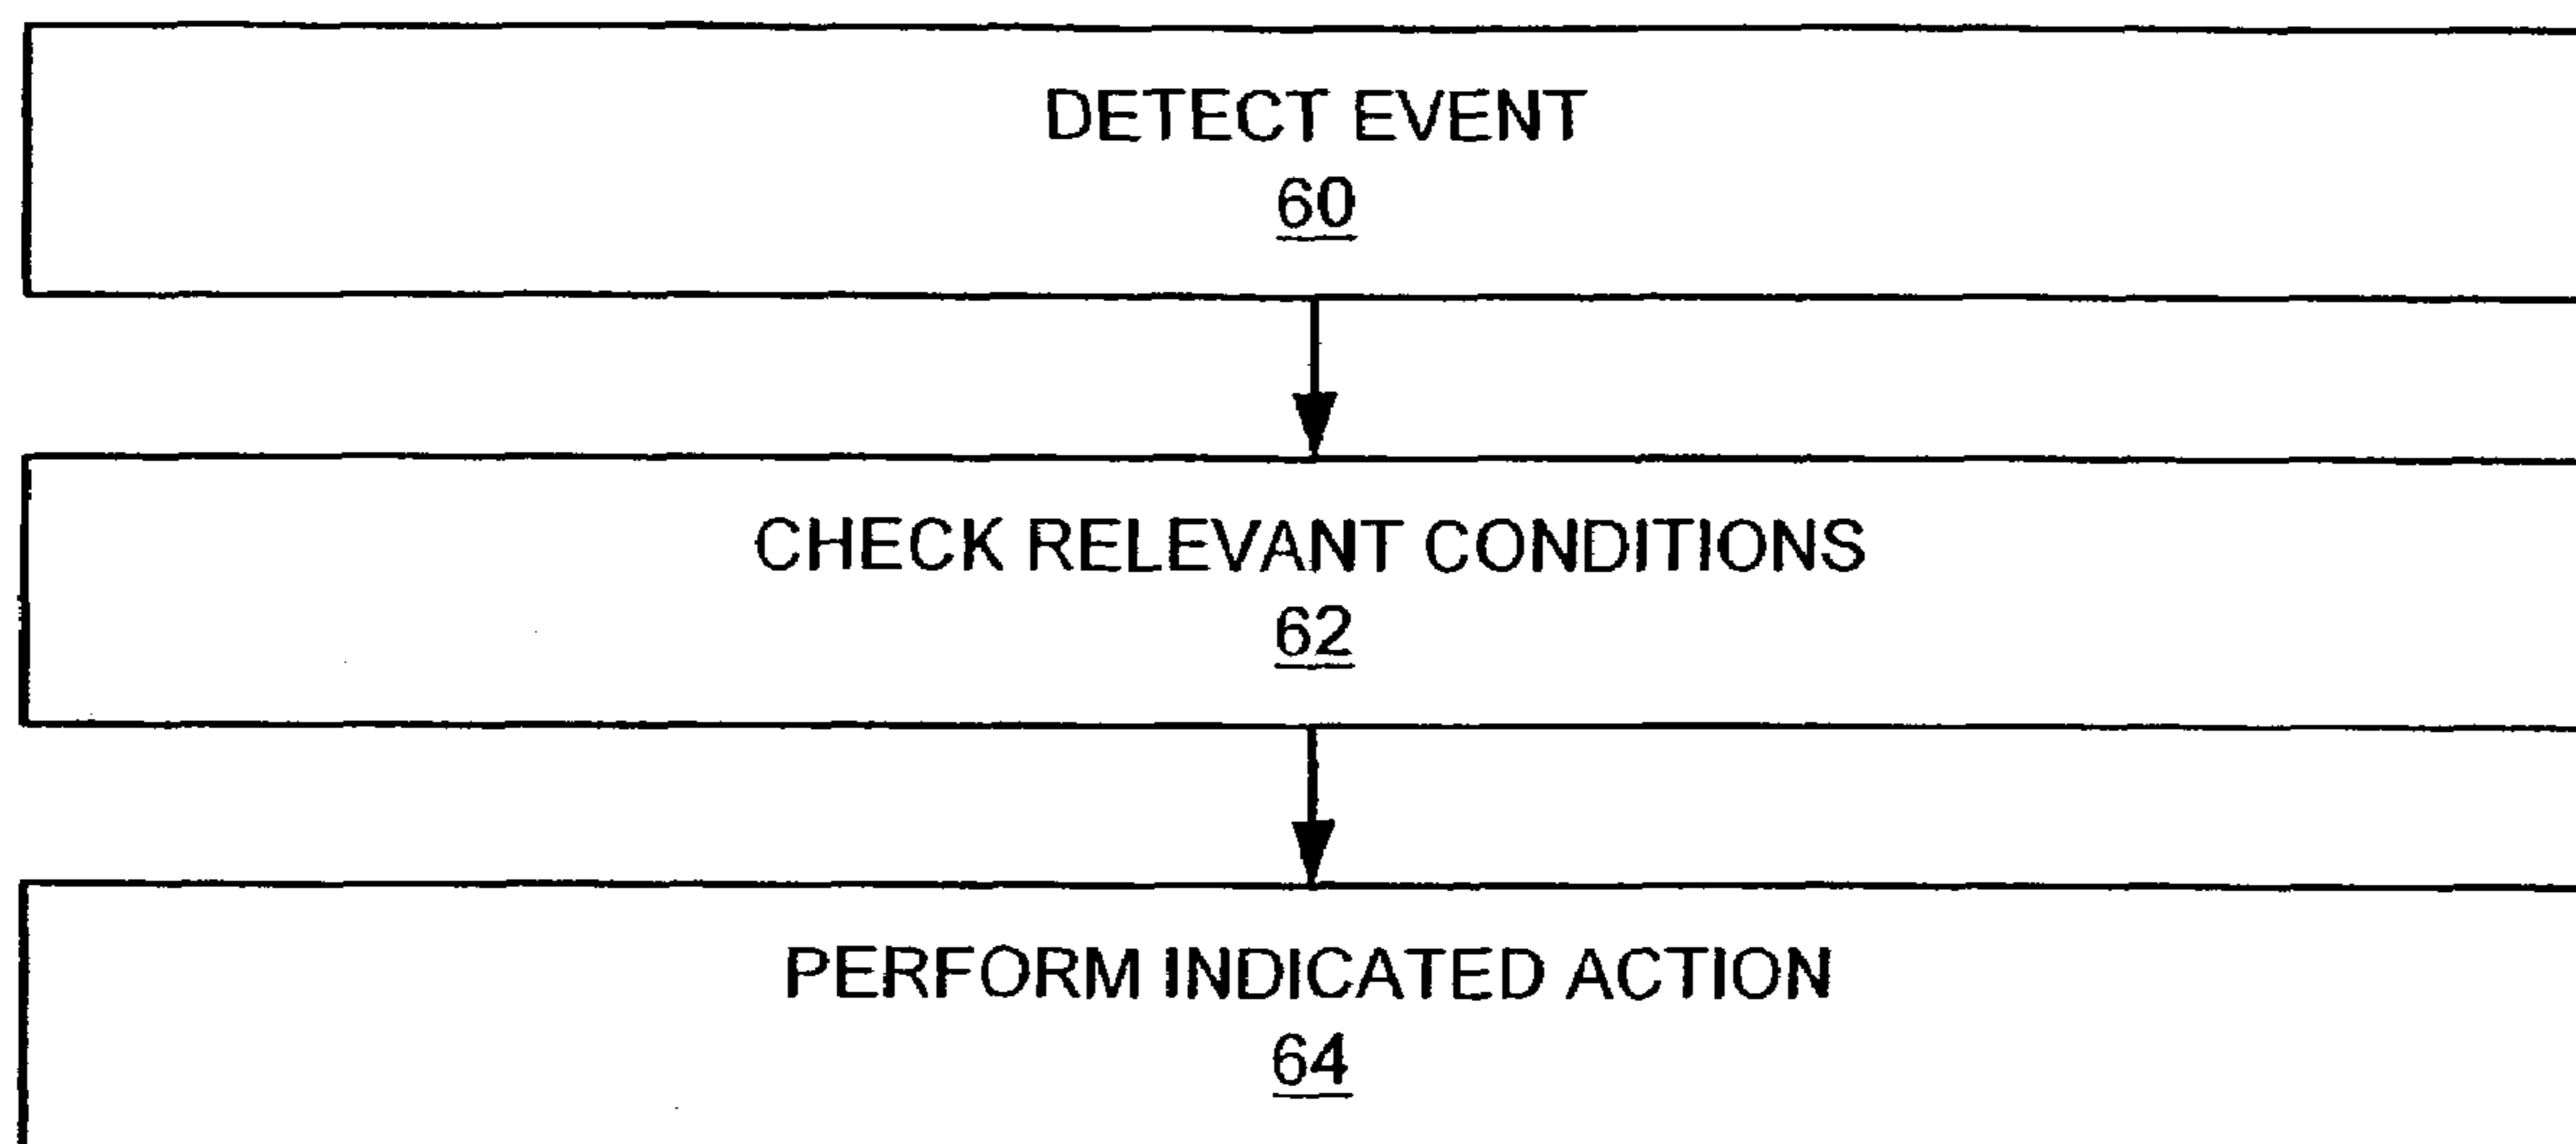 DETECT EVENT
60
CHECK RELEVANT CONDITIONS
62
PERFORM INDICATED ACTION
64